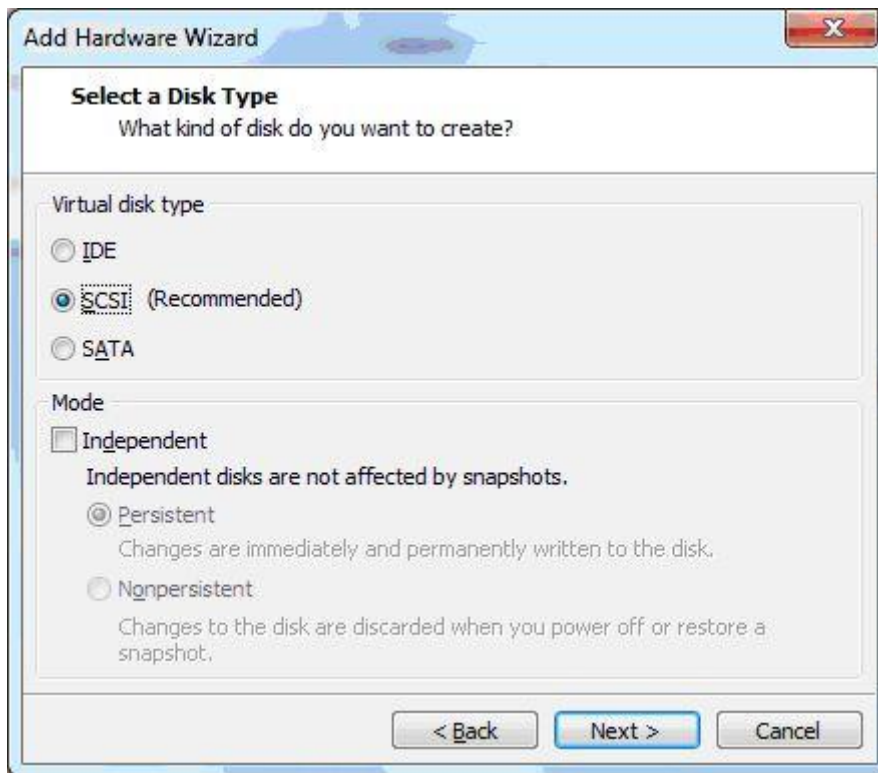 Add Hardware Wizard
Select a Disk Type
What kind of disk do you want to create?
Virtual disk type
IDE
SCSI (Recommended)
SATA
Mode
Independent
Independent disks are not affected by snapshots.
Persistent
Changes are immediately and permanently written to the disk.
Nonpersistent
Changes to the disk are discarded when you power off or restore a
snapshot.
< Back Next > Cancel